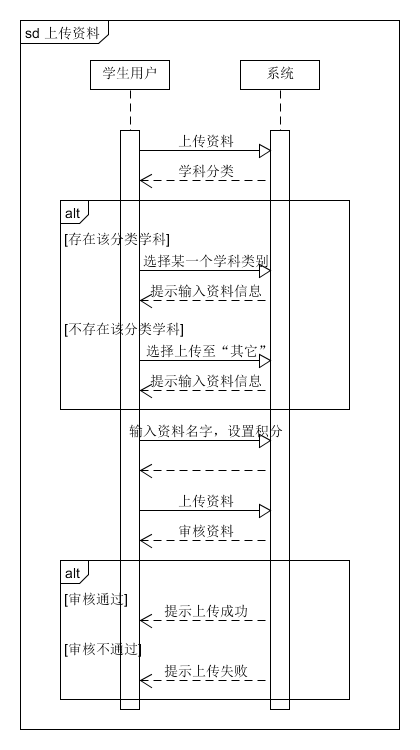 sd 上传资料
学生用户
系统
上传资料
学科分类
alt
[存在该分类学科]
选择某一个学科类别
提示输入资料信息
[不存在该分类学科]
选择上传至“其它”
提示输入资料信息
输入资料名字，设置积分
上传资料
审核资料
alt
[审核通过]
提示上传成功
[审核不通过]
提示上传失败